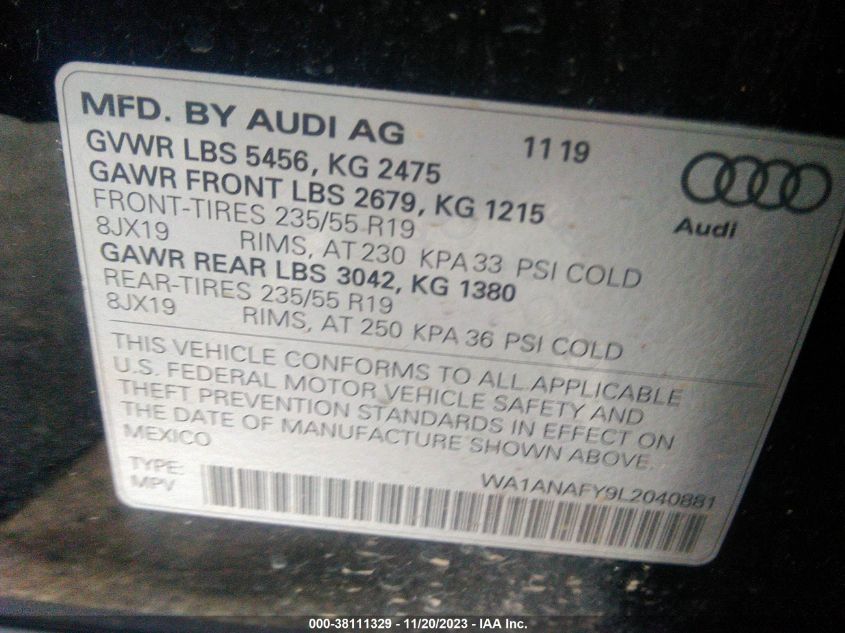 MFD. BY AUDI AG 11 19
GVWR LBS 5456, KG 2475
GAWR FRONT LBS 2679, KG 1215
FRONT-TIRES 235/55 R19
8JX19 RIMS, AT 230 KPA 33 PSI COLD
GAWR REAR LBS 3042, KG 1380
REAR-TIRES 235/55 R19
8JX19 RIMS, AT 250 KPA 36 PSI COLD
Audi
THIS VEHICLE CONFORMS TO ALL APPLICABLE
U.S. FEDERAL MOTOR VEHICLE SAFETY AND
THEFT PREVENTION STANDARDS IN EFFECT ON
THE DATE OF MANUFACTURE SHOWN ABOVE.
MEXICO
TYPE: WA1ANAFY9L2040881
MPV
000-38111329 - 11/20/2023 - IAA Inc.